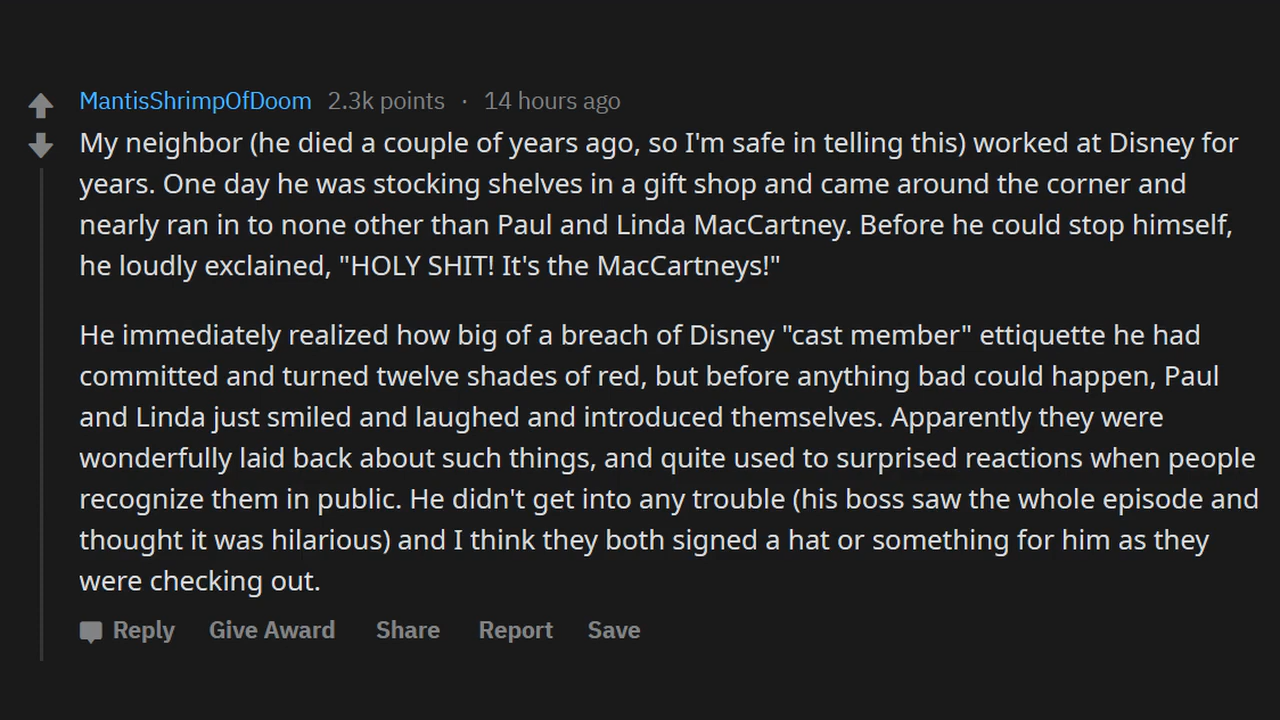 MantisShrimpOfDoom 2.3k points · 14 hours ago
My neighbor (he died a couple of years ago, so I'm safe in telling this) worked at Disney for
years. One day he was stocking shelves in a gift shop and came around the corner and
nearly ran in to none other than Paul and Linda MacCartney. Before he could stop himself,
he loudly exclained, "HOLY SHIT! It's the MacCartneys!"
He immediately realized how big of a breach of Disney "cast member" ettiquette he had
committed and turned twelve shades of red, but before anything bad could happen, Paul
and Linda just smiled and laughed and introduced themselves. Apparently they were
wonderfully laid back about such things, and quite used to surprised reactions when people
recognize them in public. He didn't get into any trouble (his boss saw the whole episode and
thought it was hilarious) and I think they both signed a hat or something for him as they
were checking out.
Reply Give Award Share Report Save